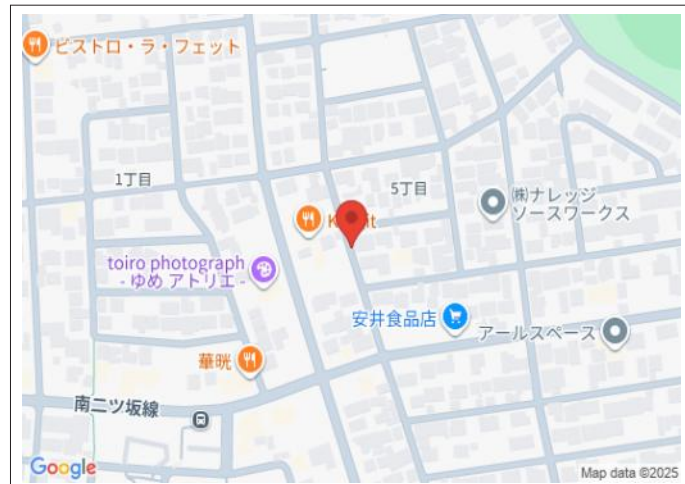 ビストロ・ラ・フェット
1丁目
5丁目
(株)ナレッジ
ソースワークス
toiro photograph
- ゆめ アトリエ -
安井食品店
アールスペース
華晄
南二ツ坂線
Google
Map data ©2025